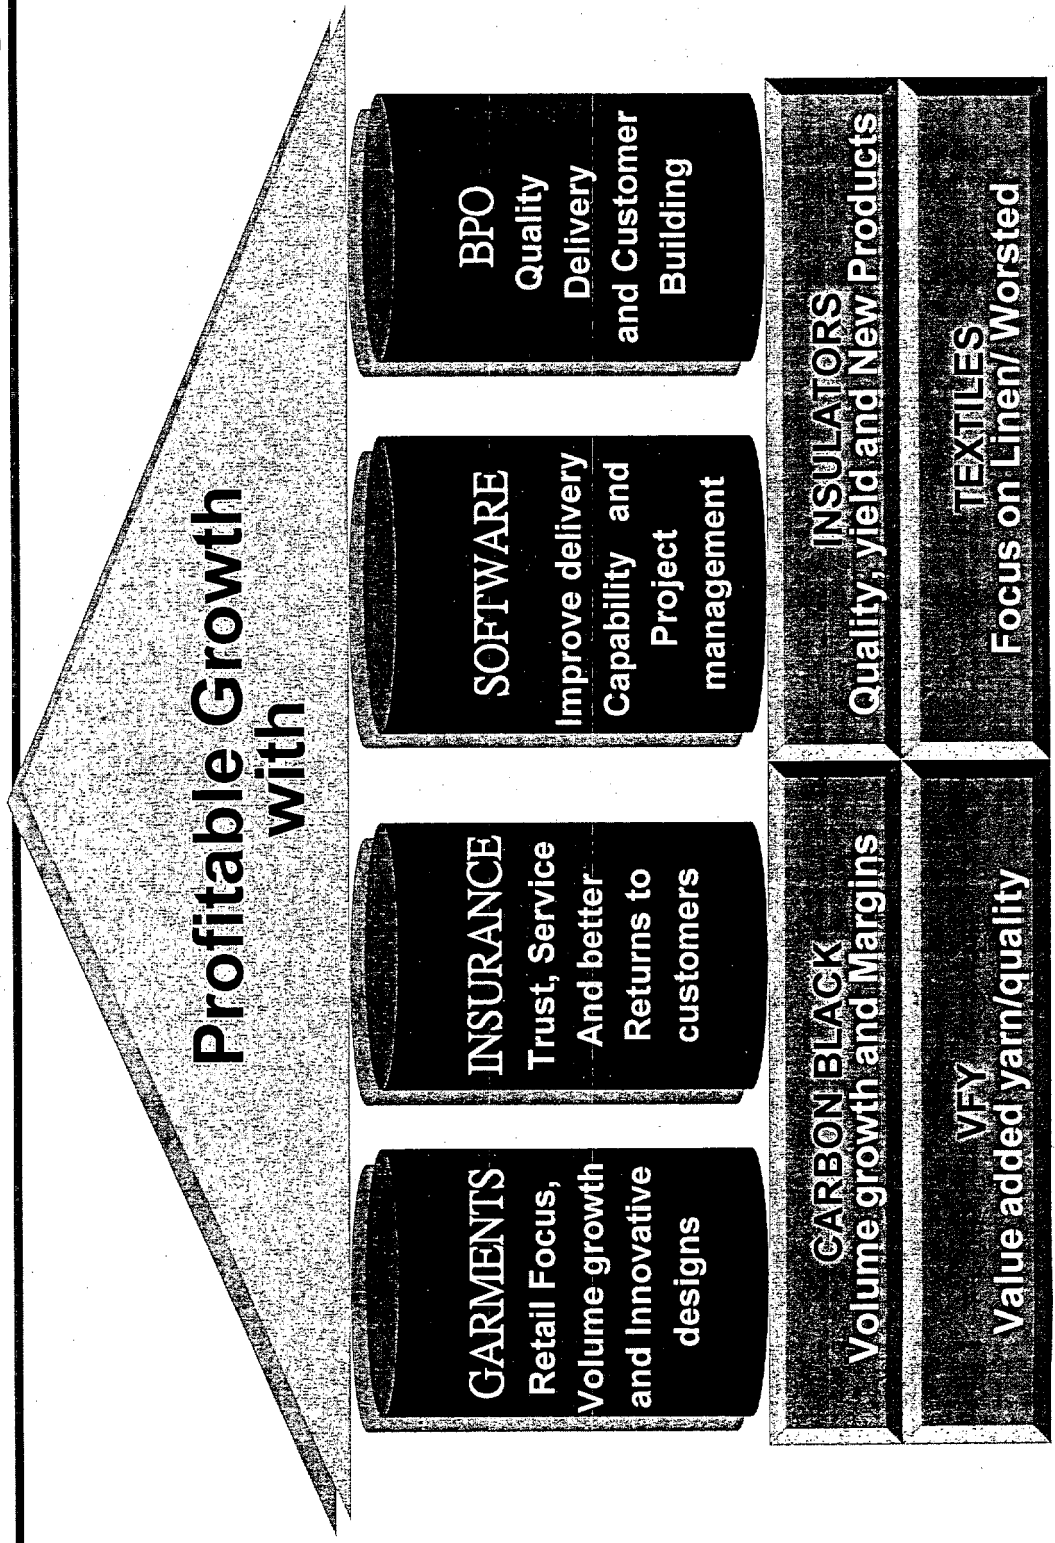 Profitable Growth
with
GARMENTS
Retail Focus,
Volume growth
and Innovative
designs
INSURANCE
Trust, Service
And better
Returns to
customers
SOFTWARE
Improve delivery
Capability and
Project
management
BPO
Quality
Delivery
and Customer
Building
CARBON BLACK
Volume growth and Margins
INSULATORS
Quality, yield and New Products
VFY
Value added yarn/quality
TEXTILES
Focus on Linen/ Worsted